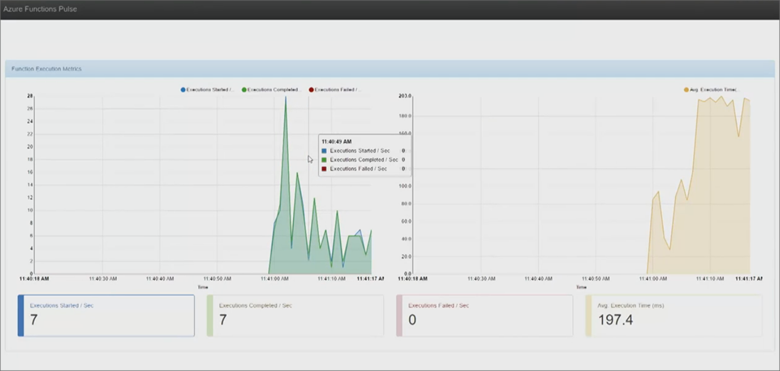 Azure Functions Pulse
Function Execution Metrics
Executions Started /
Executions Completed
Executions Failed /
Avg. Execution Time
28
24
22
20
18
16
14
12
10
8
6
4
2
0
11:40:18 AM
11:40:30 AM
11:40:40 AM
11:40:50 AM
11:41:00 AM
11:41:10 AM
11:41:17 AM
Time
11:40:49 AM
Executions Started / Sec 0
Executions Completed / Sec 0
Executions Failed / Sec 0
203.0
180.0
100.0
80.0
60.0
40.0
20.0
0.0
11:40:18 AM
11:40:30 AM
11:40:40 AM
11:40:50 AM
11:41:00 AM
11:41:10 AM
11:41:17 AM
Time
Executions Started / Sec
7
Executions Completed / Sec
7
Executions Failed / Sec
0
Avg. Execution Time (ms)
197.4